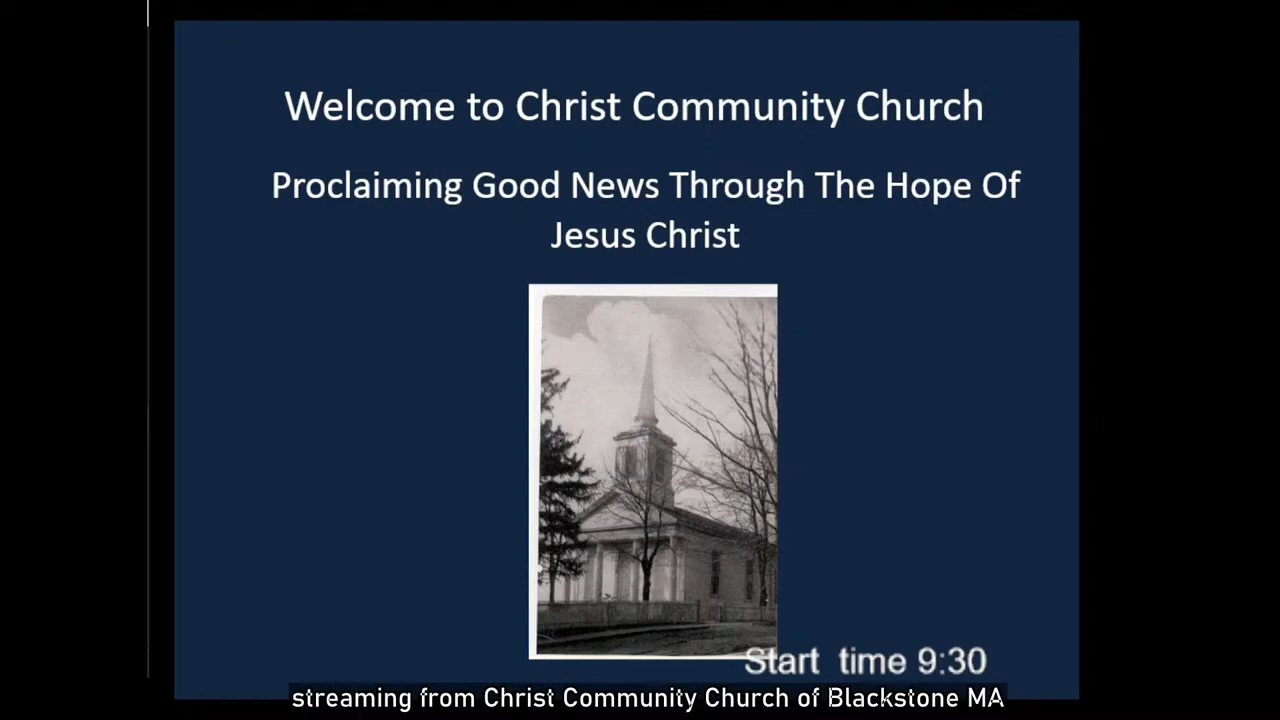 Welcome to Christ Community Church
Proclaiming Good News Through The Hope Of
Jesus Christ
Start time 9:30
streaming from Christ Community Church of Blackstone MA